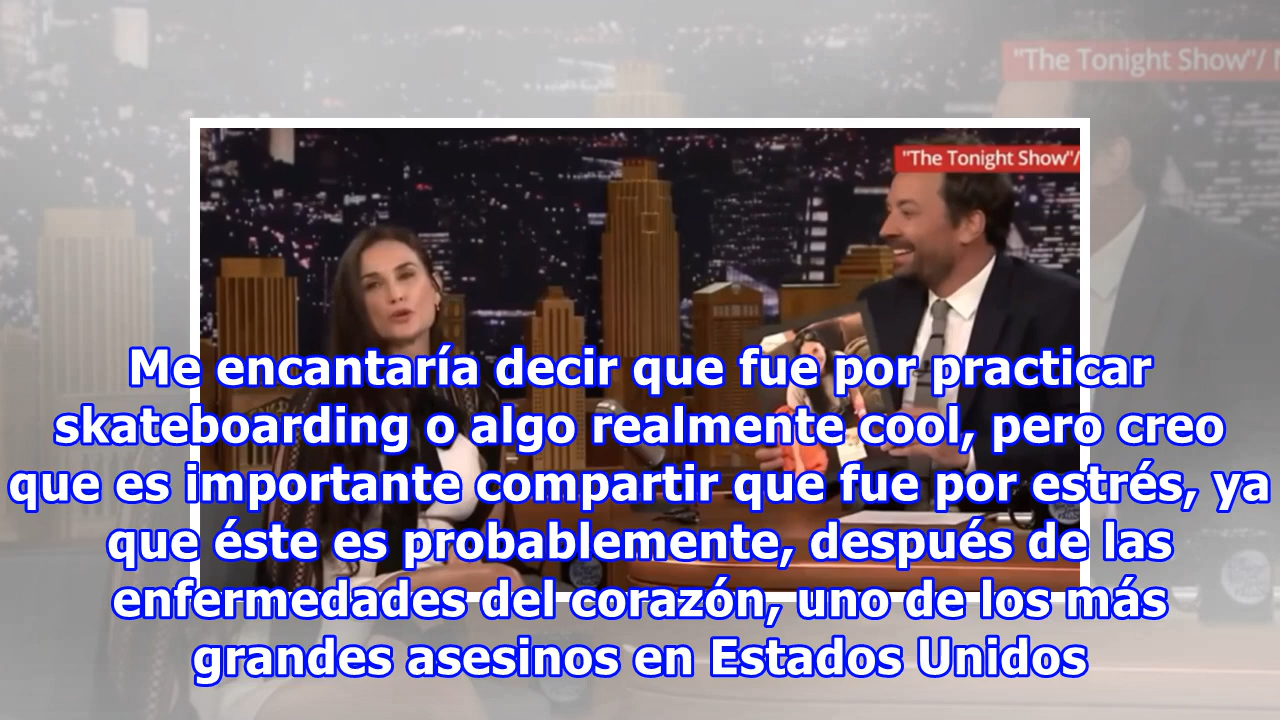 "The Tonight Show"/
"The Tonight Show"/
Me encantaría decir que fue por practicar
skateboarding o algo realmente cool, pero creo
que es importante compartir que fue por estrés, ya
que éste es probablemente, después de las
enfermedades del corazón, uno de los más
grandes asesinos en Estados Unidos